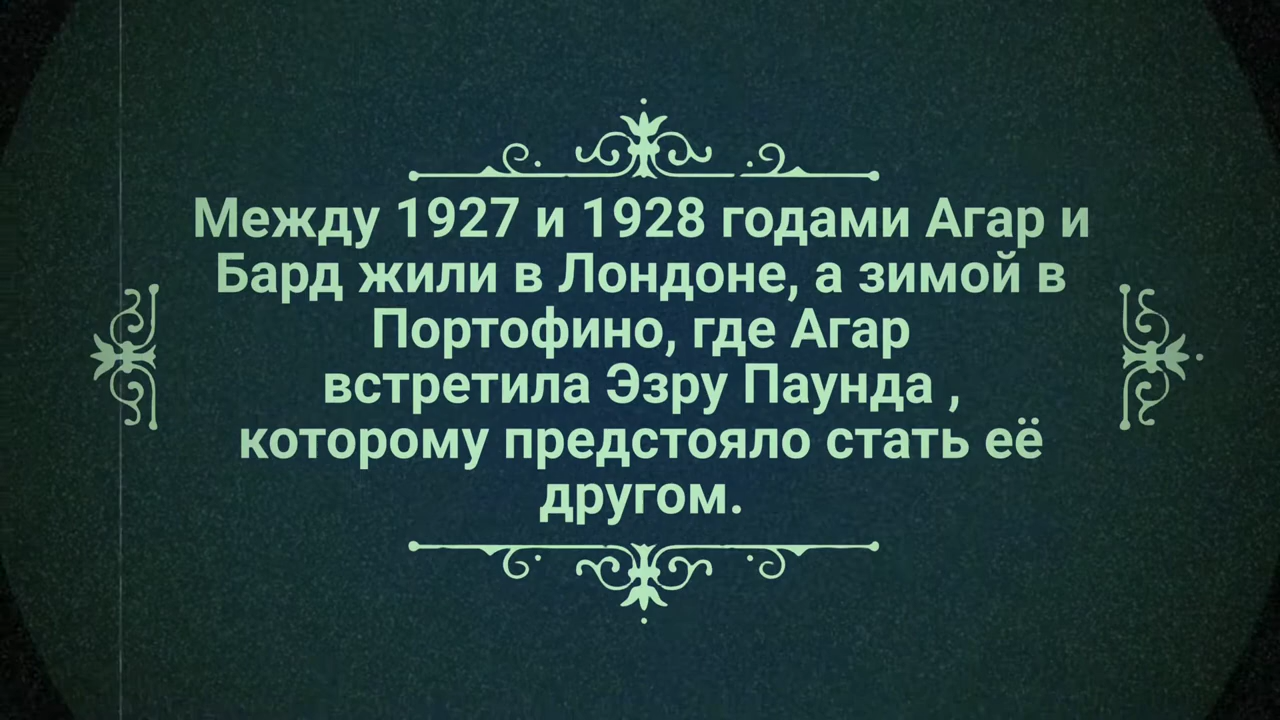 Между 1927 и 1928 годами Агар и
Бард жили в Лондоне, а зимой в
Портофино, где Агар
встретила Эзру Паунда ,
которому предстояло стать её
другом.